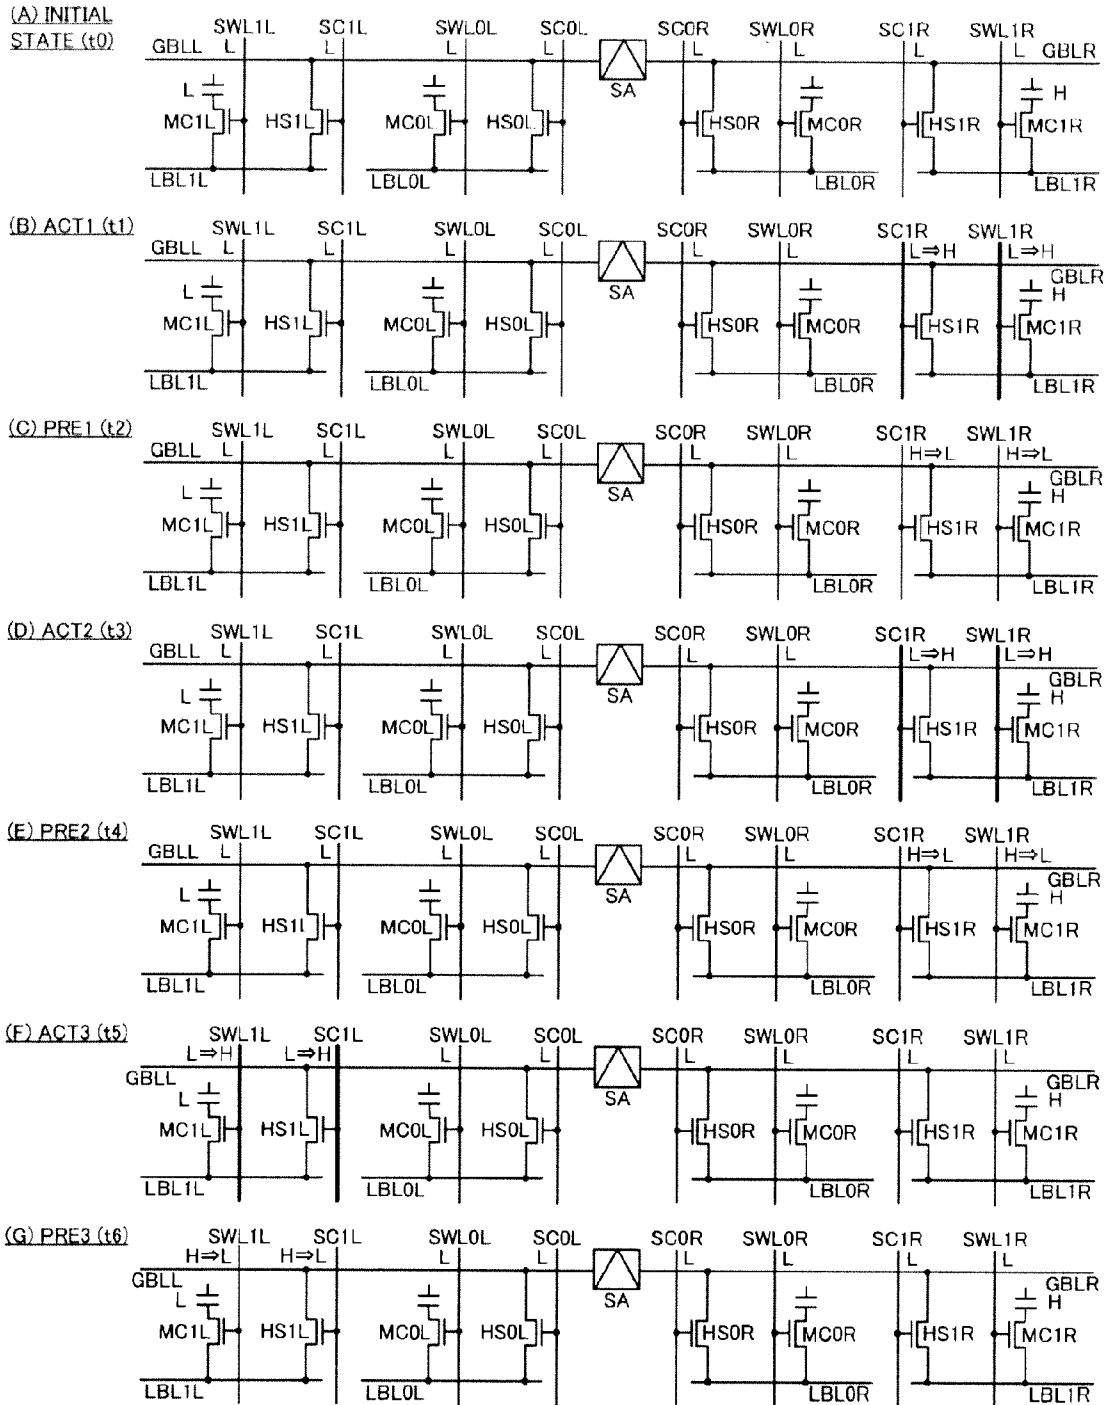 (A) INITIAL
STATE (t0)
SWL1L SC1L SWL0L SC0L SC0R SWL0R SC1R SWL1R
GBLL L L L L L L L L GBLR
SA
L H
MC1L HS1L MC0L HS0L HS0R MC0R HS1R MC1R
LBL1L LBL0L LBL0R LBL1R
(B) ACT1 (t1)
SWL1L SC1L SWL0L SC0L SC0R SWL0R SC1R SWL1R
GBLL L L L L L L L⇒H L⇒H
GBLR
SA
L H
MC1L HS1L MC0L HS0L HS0R MC0R HS1R MC1R
LBL1L LBL0L LBL0R LBL1R
(C) PRE1 (t2)
SWL1L SC1L SWL0L SC0L SC0R SWL0R SC1R SWL1R
GBLL L L L L L L H⇒L H⇒L
GBLR
SA
L H
MC1L HS1L MC0L HS0L HS0R MC0R HS1R MC1R
LBL1L LBL0L LBL0R LBL1R
(D) ACT2 (t3)
SWL1L SC1L SWL0L SC0L SC0R SWL0R SC1R SWL1R
GBLL L L L L L L L⇒H L⇒H
GBLR
SA
L H
MC1L HS1L MC0L HS0L HS0R MC0R HS1R MC1R
LBL1L LBL0L LBL0R LBL1R
(E) PRE2 (t4)
SWL1L SC1L SWL0L SC0L SC0R SWL0R SC1R SWL1R
GBLL L L L L L L H⇒L H⇒L
GBLR
SA
L H
MC1L HS1L MC0L HS0L HS0R MC0R HS1R MC1R
LBL1L LBL0L LBL0R LBL1R
(F) ACT3 (t5)
SWL1L SC1L SWL0L SC0L SC0R SWL0R SC1R SWL1R
L⇒H L⇒H L L L L L L
GBLL GBLR
SA
L H
MC1L HS1L MC0L HS0L HS0R MC0R HS1R MC1R
LBL1L LBL0L LBL0R LBL1R
(G) PRE3 (t6)
SWL1L SC1L SWL0L SC0L SC0R SWL0R SC1R SWL1R
H⇒L H⇒L L L L L L L
GBLL GBLR
SA
L H
MC1L HS1L MC0L HS0L HS0R MC0R HS1R MC1R
LBL1L LBL0L LBL0R LBL1R